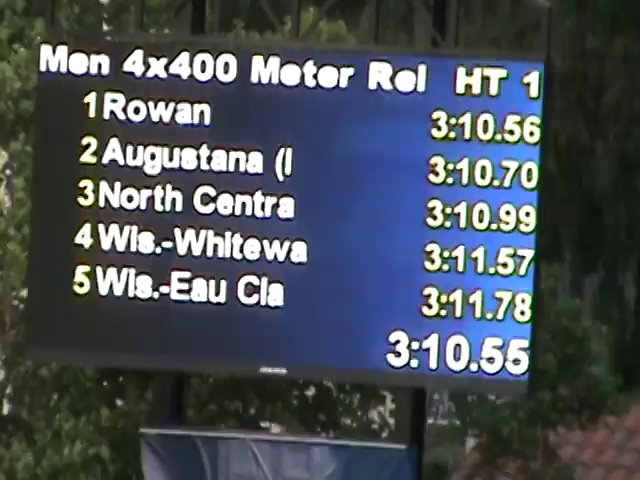 Men 4x400 Meter Rel HT 1
1 Rowan 3:10.56
2 Augustana (I 3:10.70
3 North Centra 3:10.99
4 Wis.-Whitewa 3:11.57
5 Wis.-Eau Cla 3:11.78
3:10.55